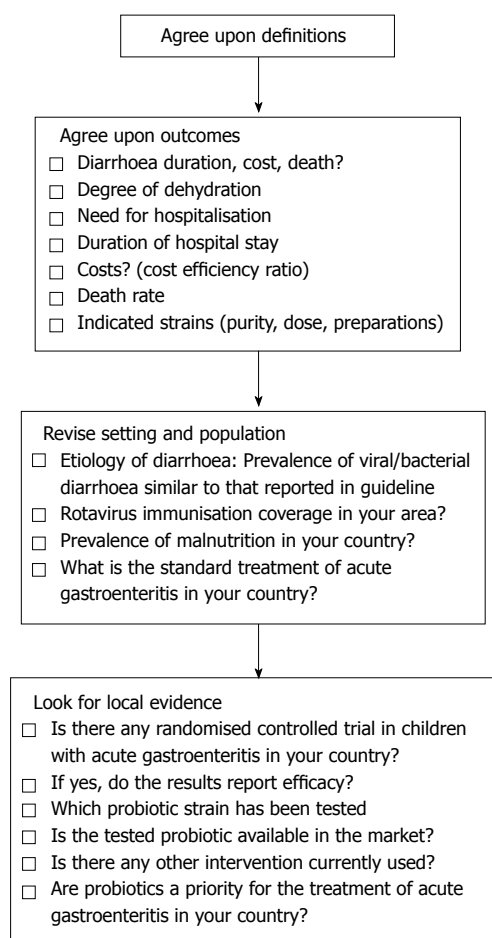 Agree upon definitions
Agree upon outcomes
Diarrhoea duration, cost, death?
Degree of dehydration
Need for hospitalisation
Duration of hospital stay
Costs? (cost efficiency ratio)
Death rate
Indicated strains (purity, dose, preparations)
Revise setting and population
Etiology of diarrhoea: Prevalence of viral/bacterial
diarrhoea similar to that reported in guideline
Rotavirus immunisation coverage in your area?
Prevalence of malnutrition in your country?
What is the standard treatment of acute
gastroenteritis in your country?
Look for local evidence
Is there any randomised controlled trial in children
with acute gastroenteritis in your country?
If yes, do the results report efficacy?
Which probiotic strain has been tested
Is the tested probiotic available in the market?
Is there any other intervention currently used?
Are probiotics a priority for the treatment of acute
gastroenteritis in your country?